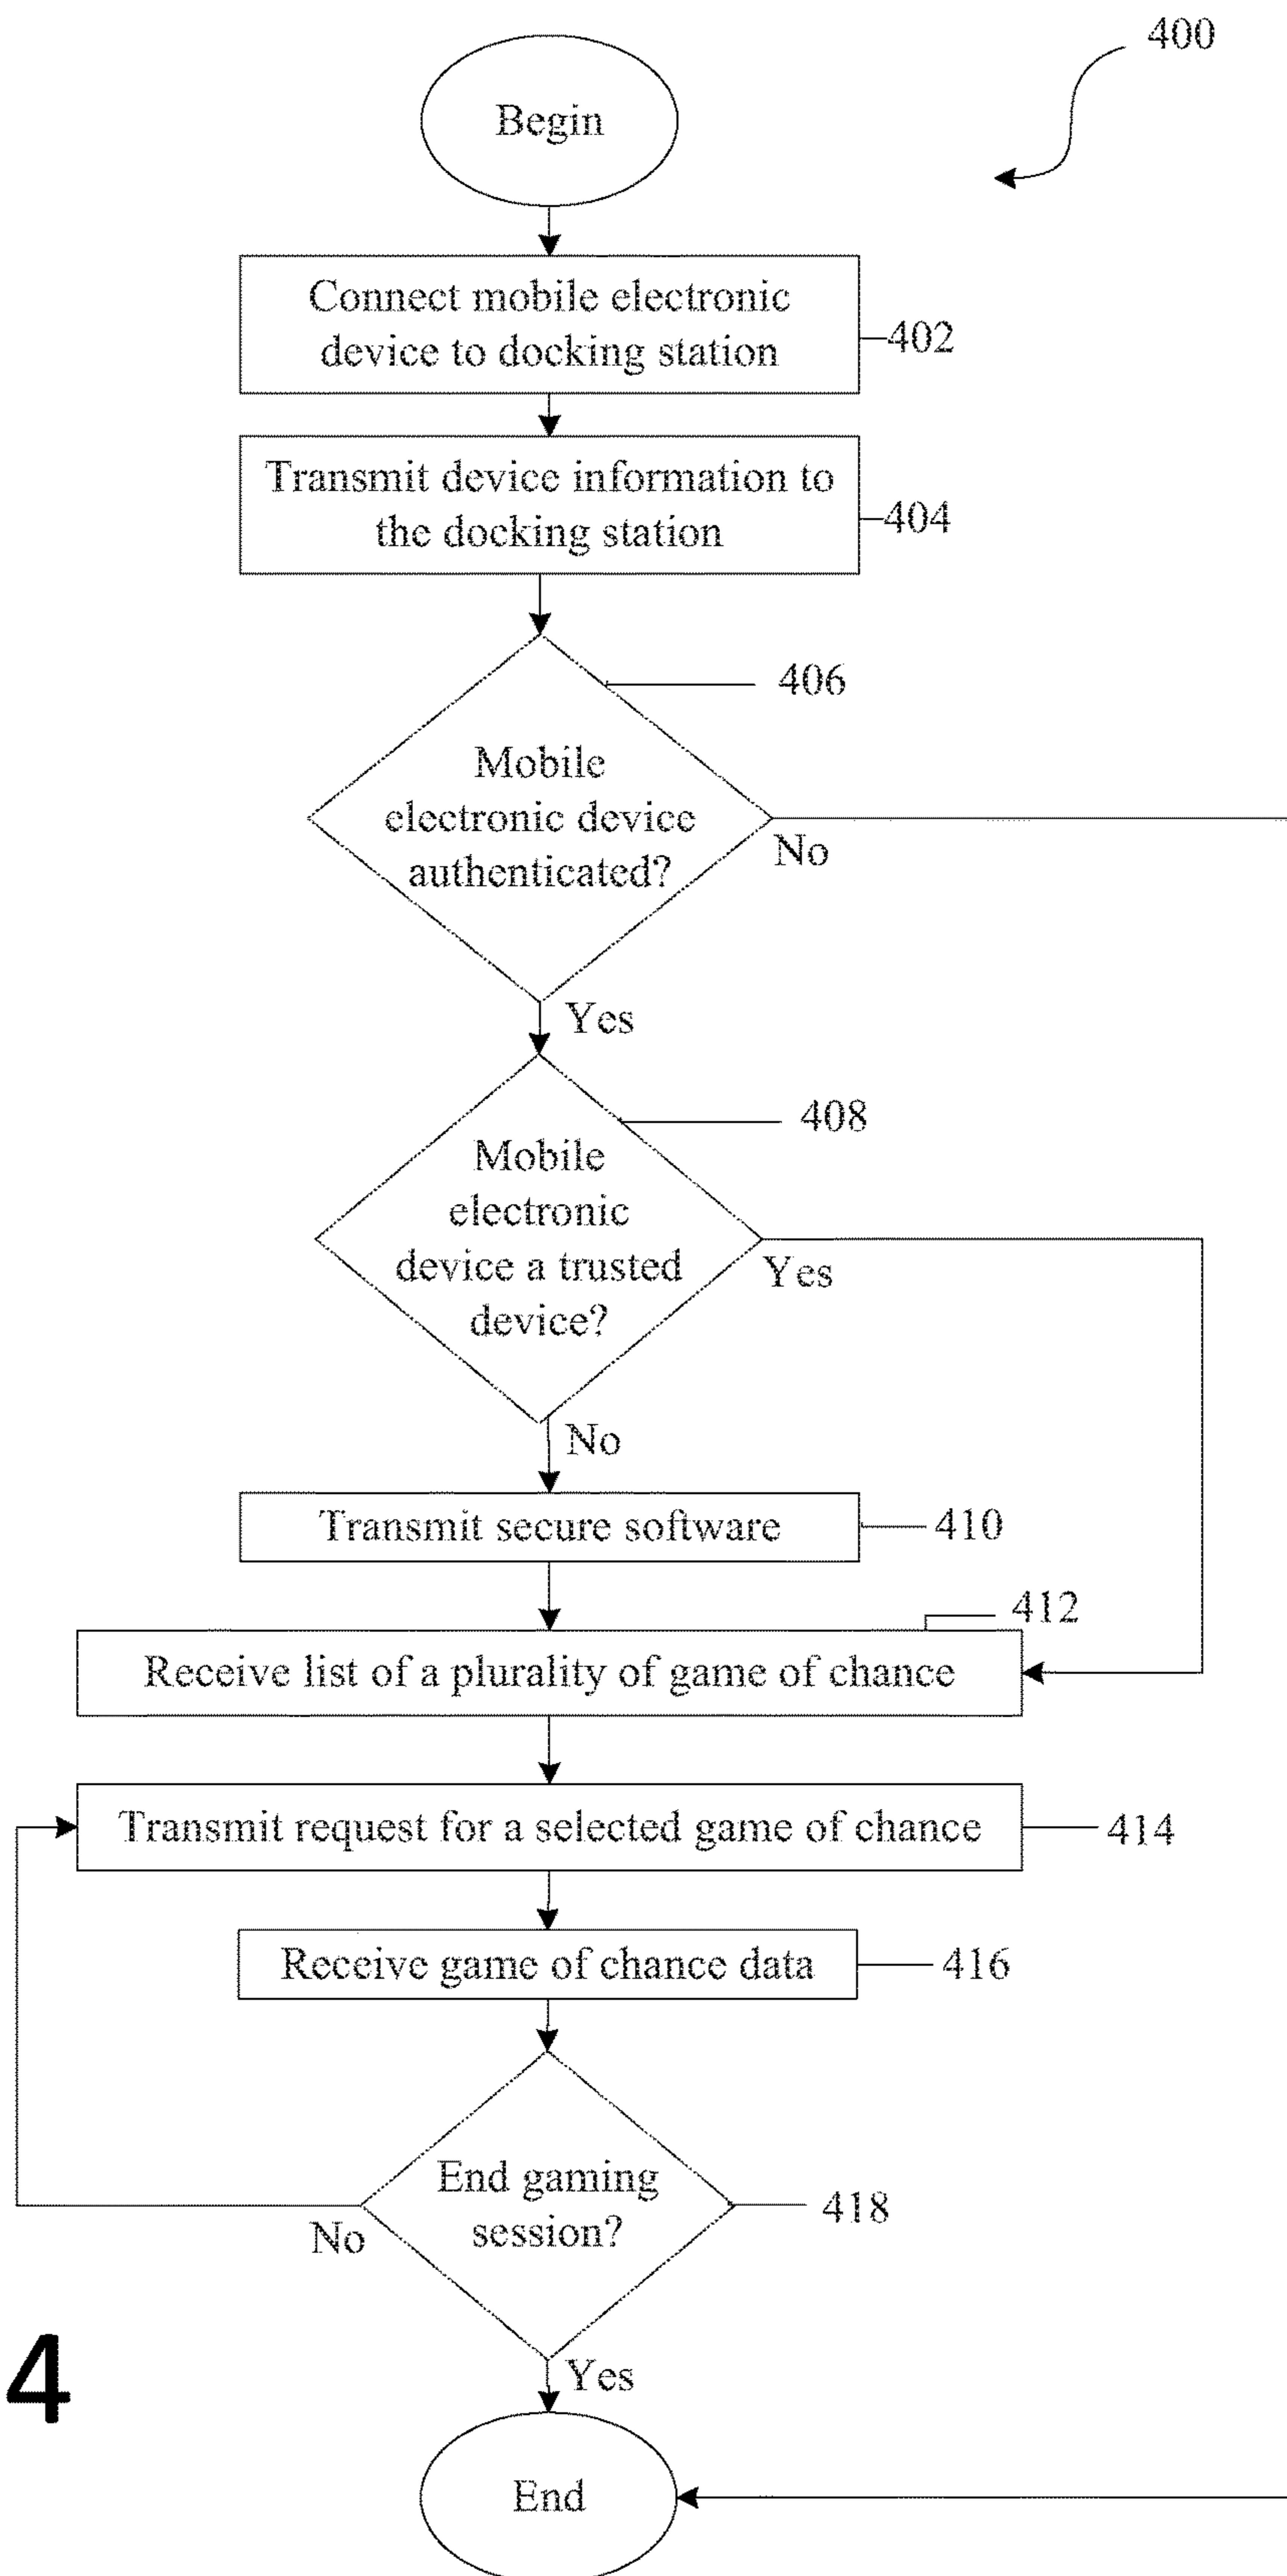 400
Begin
Connect mobile electronic
device to docking station
402
Transmit device information to
the docking station
404
406
Mobile
electronic device
authenticated?
No
Yes
408
Mobile
electronic
device a trusted
device?
Yes
No
Transmit secure software
410
412
Receive list of a plurality of game of chance
Transmit request for a selected game of chance
414
Receive game of chance data
416
End gaming
session?
418
No
Yes
4
End